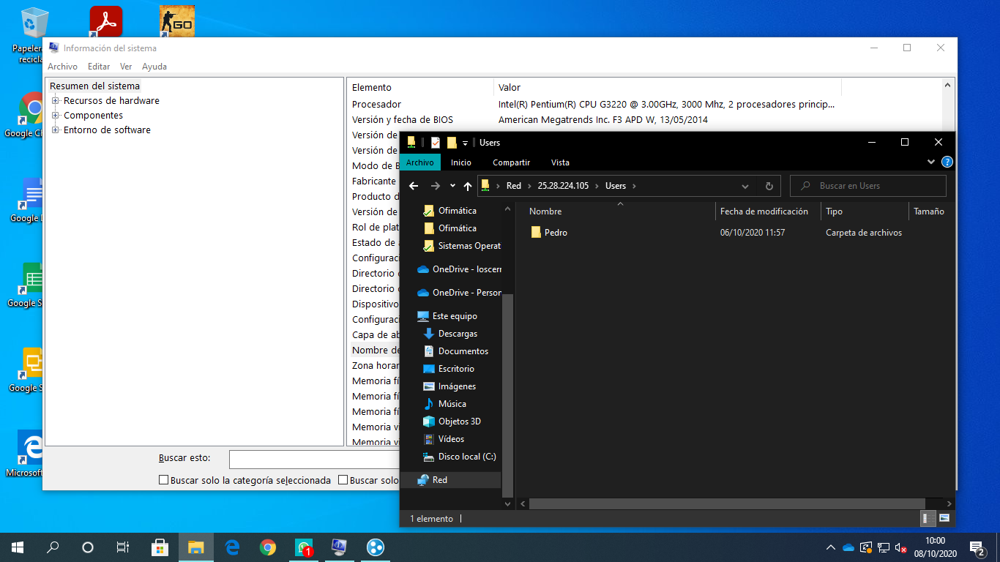 Papeler
recicla
Google Ch
Google D
Google S
Google S
Microsoft
GO
Información del sistema
Archivo Editar Ver Ayuda
Resumen del sistema
Recursos de hardware
Componentes
Entorno de software
Elemento Valor
Procesador Intel(R) Pentium(R) CPU G3220 @ 3.00GHz, 3000 Mhz, 2 procesadores princip...
Versión y fecha de BIOS American Megatrends Inc. F3 APD W, 13/05/2014
Versión de
Versión de
Modo de B
Fabricante
Producto d
Versión de
Rol de plat
Estado de
Configuraci
Directorio
Directorio
Dispositivo
Configuraci
Capa de ab
Nombre de
Zona horar
Memoria fí
Memoria fí
Memoria fí
Memoria vi
Memoria vi
Buscar esto:
Buscar solo la categoría seleccionada Buscar solo
Users
Archivo Inicio Compartir Vista
Red 25.28.224.105 Users Buscar en Users
Ofimática
Ofimática
Sistemas Operat
OneDrive - Ioscerr
OneDrive - Person
Este equipo
Descargas
Documentos
Escritorio
Imágenes
Música
Objetos 3D
Vídeos
Disco local (C:)
Red
Nombre Fecha de modificación Tipo Tamaño
Pedro 06/10/2020 11:57 Carpeta de archivos
1 elemento
1
10:00
08/10/2020
2